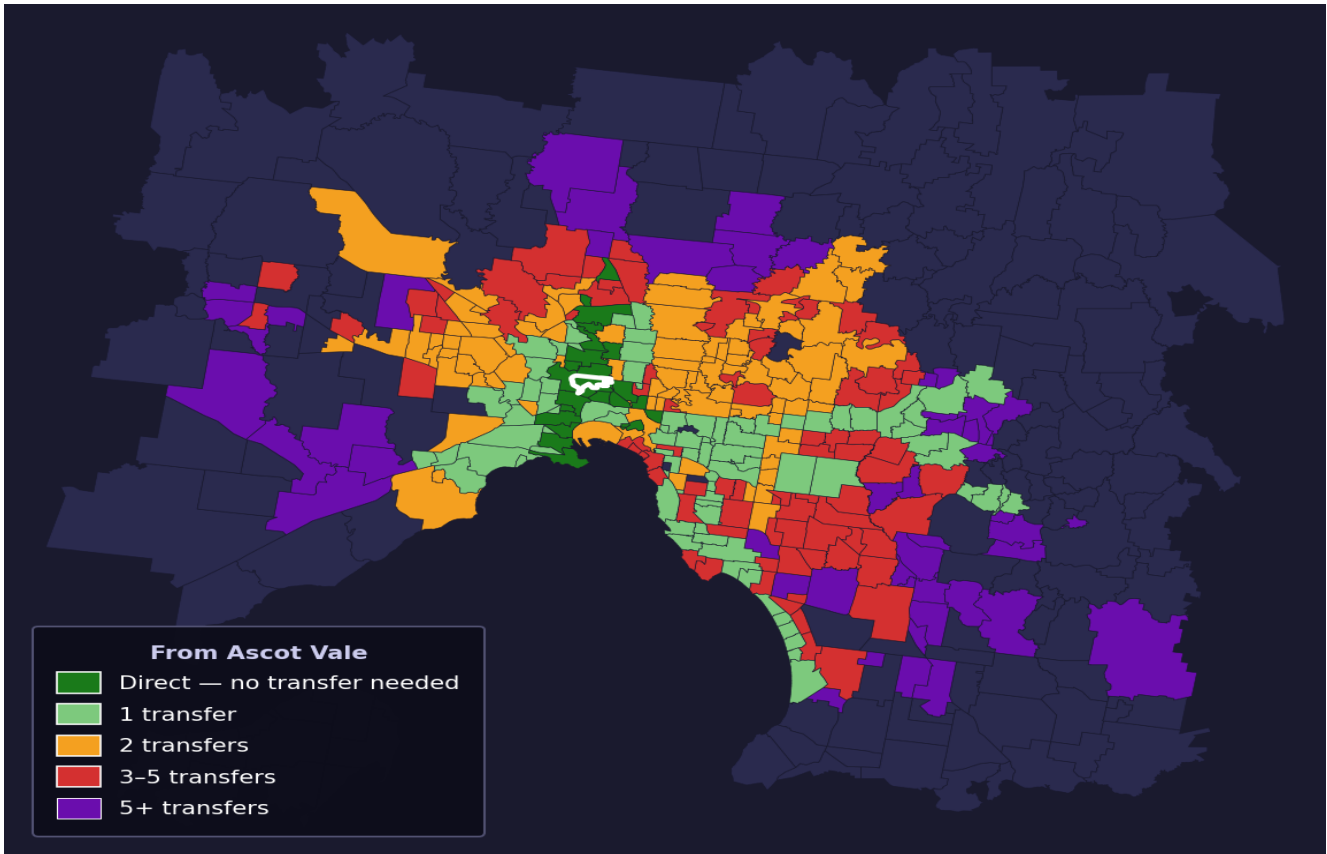 From Ascot Vale
Direct — no transfer needed
1 transfer
2 transfers
3–5 transfers
5+ transfers